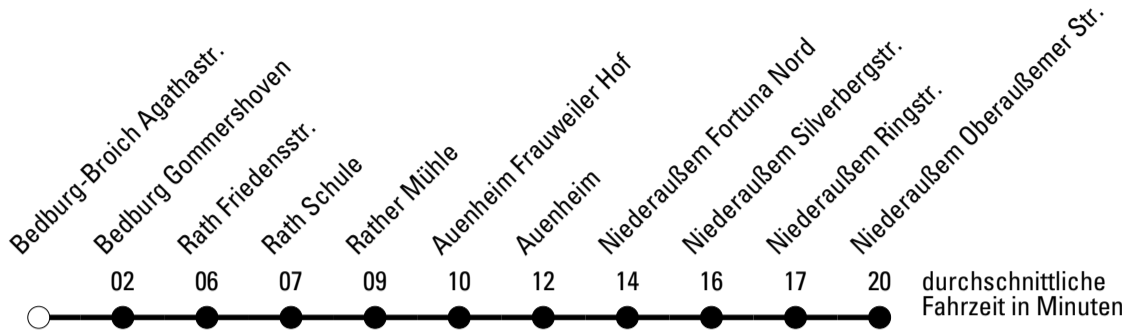 Bedburg-Broich Agathastr.
Bedburg Gommershoven
Rath Friedensstr.
Rath Schule
Rather Mühle
Auenheim Frauweiler Hof
Auenheim
Niederaußem Fortuna Nord
Niederaußem Silverbergstr.
Niederaußem Ringstr.
Niederaußem Oberaußemer Str.
02 06 07 09 10 12 14 16 17 20 durchschnittliche
Fahrzeit in Minuten